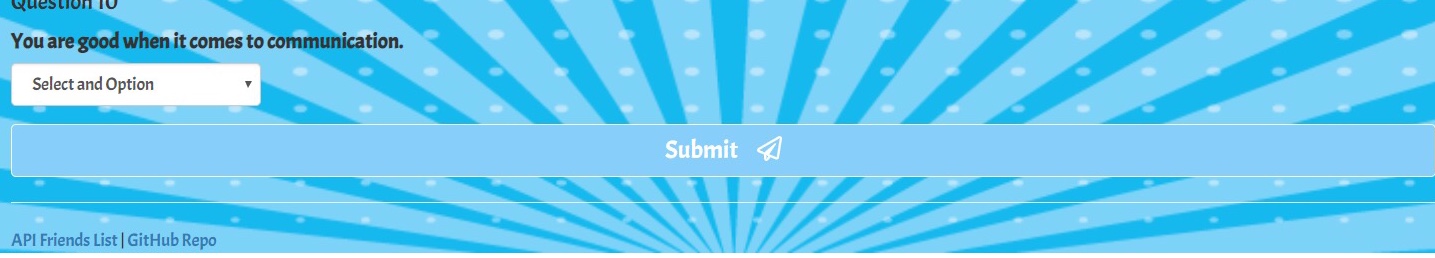 Question 10
You are good when it comes to communication.
Select and Option
Submit
API Friends List | GitHub Repo